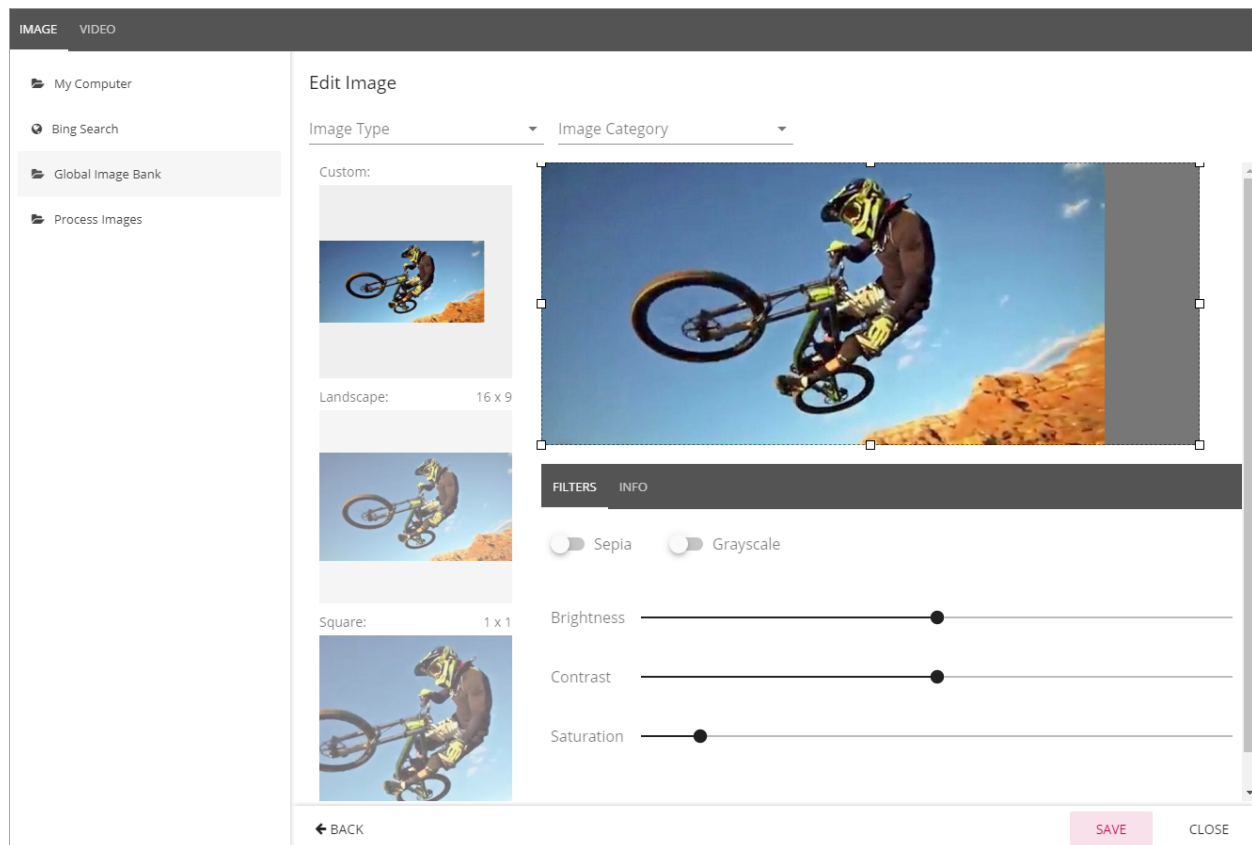 IMAGE VIDEO
My Computer
Bing Search
Global Image Bank
Process Images
Edit Image
Image Type Image Category
Custom:
Landscape: 16 x 9
Square: 1 x 1
FILTERS INFO
Sepia Grayscale
Brightness
Contrast
Saturation
BACK SAVE CLOSE